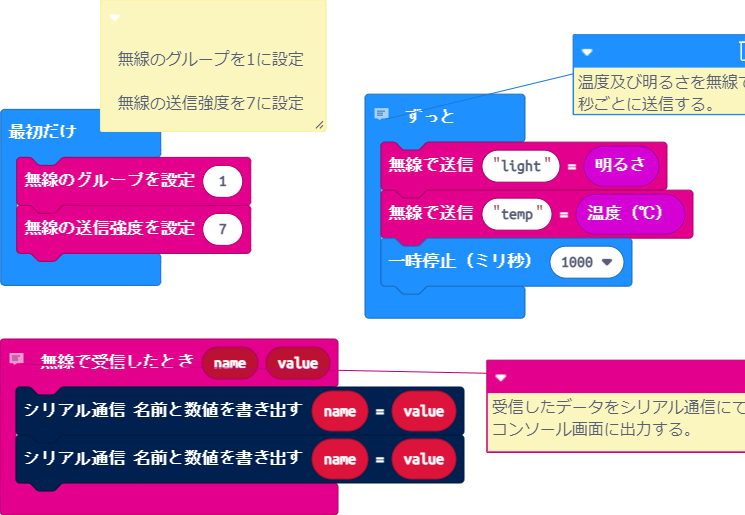 無線のグループを1に設定
無線の送信強度を7に設定
最初だけ
無線のグループを設定 1
無線の送信強度を設定 7
温度及び明るさを無線で
秒ごとに送信する。
ずっと
無線で送信 "light" = 明るさ
無線で送信 "temp" = 温度（℃）
一時停止（ミリ秒） 1000
無線で受信したとき name value
シリアル通信 名前と数値を書き出す name = value
シリアル通信 名前と数値を書き出す name = value
受信したデータをシリアル通信にて
コンソール画面に出力する。